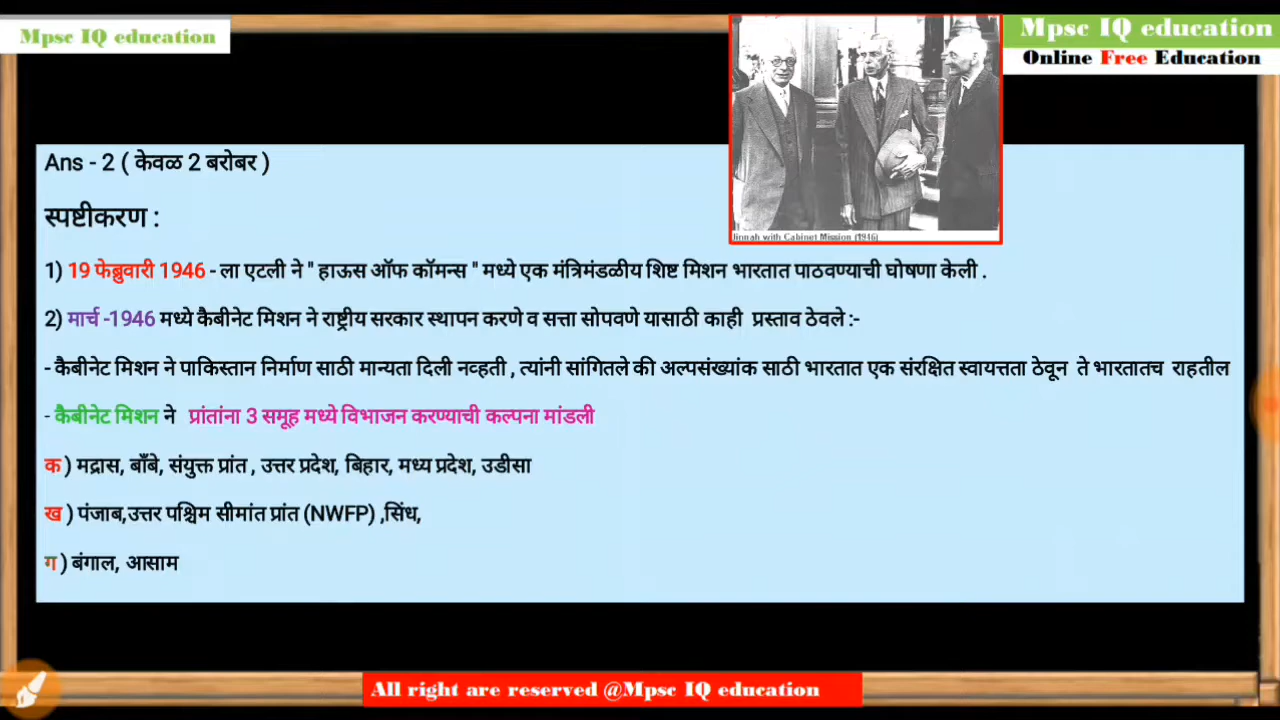 Mpsc IQ education
Mpsc IQ education
Online Free Education
Jinnah with Cabinet Mission (1946)
Ans - 2 ( केवळ 2 बरोबर )
स्पष्टीकरण :
1) 19 फेब्रुवारी 1946 - ला एटली ने " हाऊस ऑफ कॉमन्स " मध्ये एक मंत्रिमंडळीय शिष्ट मिशन भारतात पाठवण्याची घोषणा केली .
2) मार्च -1946 मध्ये कैबीनेट मिशन ने राष्ट्रीय सरकार स्थापन करणे व सत्ता सोपवणे यासाठी काही प्रस्ताव ठेवले :-
- कैबीनेट मिशन ने पाकिस्तान निर्माण साठी मान्यता दिली नव्हती , त्यांनी सांगितले की अल्पसंख्यांक साठी भारतात एक संरक्षित स्वायत्तता ठेवून ते भारतातच राहतील
- कैबीनेट मिशन ने प्रांतांना 3 समूह मध्ये विभाजन करण्याची कल्पना मांडली
क ) मद्रास, बाँबे, संयुक्त प्रांत , उत्तर प्रदेश, बिहार, मध्य प्रदेश, उडीसा
ख ) पंजाब,उत्तर पश्चिम सीमांत प्रांत (NWFP) ,सिंध,
ग ) बंगाल, आसाम
All right are reserved @Mpsc IQ education